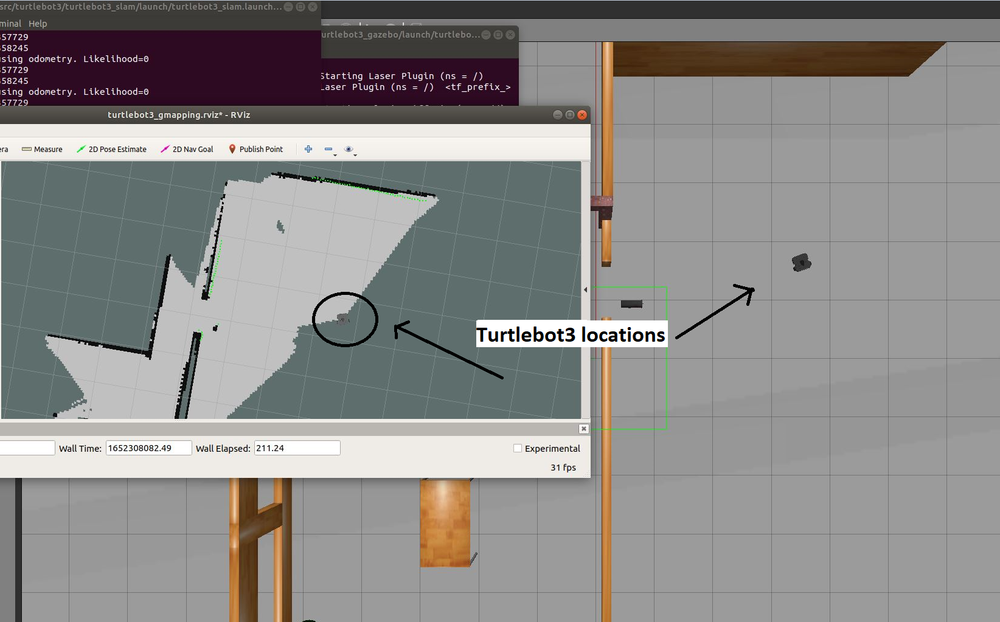 src/turtlebot3/turtlebot3_slam/launch/turtlebot3_slam.launch...
minal Help
57729
58245
sing odometry. Likelihood=0
57729
58245
sing odometry. Likelihood=0
57729
urtlebot3_gazebo/launch/turtlebo...
Starting Laser Plugin (ns = /)
Laser Plugin (ns = /) <tf_prefix_>
turtlebot3_gmapping.rviz* - RViz
era Measure 2D Pose Estimate 2D Nav Goal Publish Point
Turtlebot3 locations
Wall Time: 1652308082.49 Wall Elapsed: 211.24 Experimental
31 fps